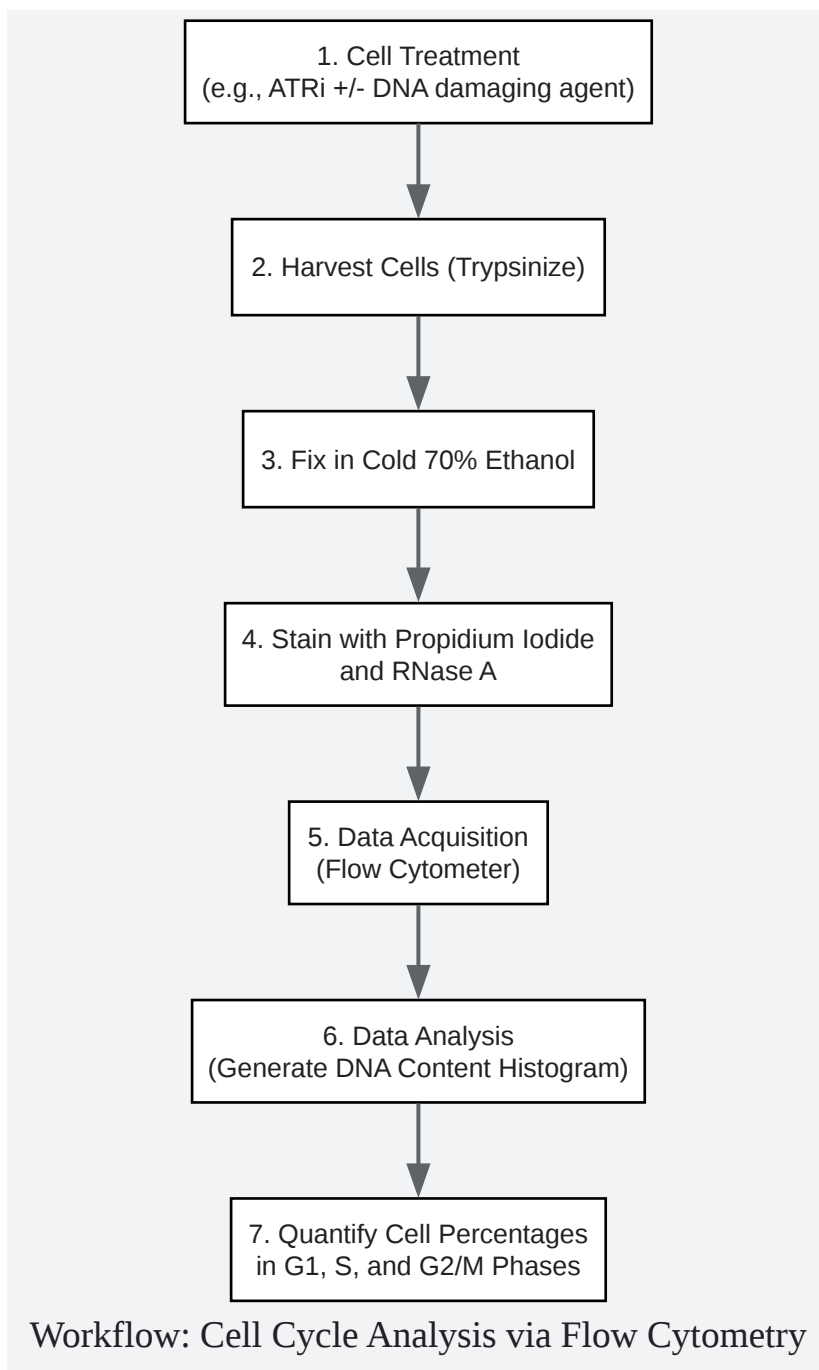 1. Cell Treatment
(e.g., ATRi +/- DNA damaging agent)
2. Harvest Cells (Trypsinize)
3. Fix in Cold 70% Ethanol
4. Stain with Propidium Iodide
and RNase A
5. Data Acquisition
(Flow Cytometer)
6. Data Analysis
(Generate DNA Content Histogram)
7. Quantify Cell Percentages
in G1, S, and G2/M Phases
Workflow: Cell Cycle Analysis via Flow Cytometry